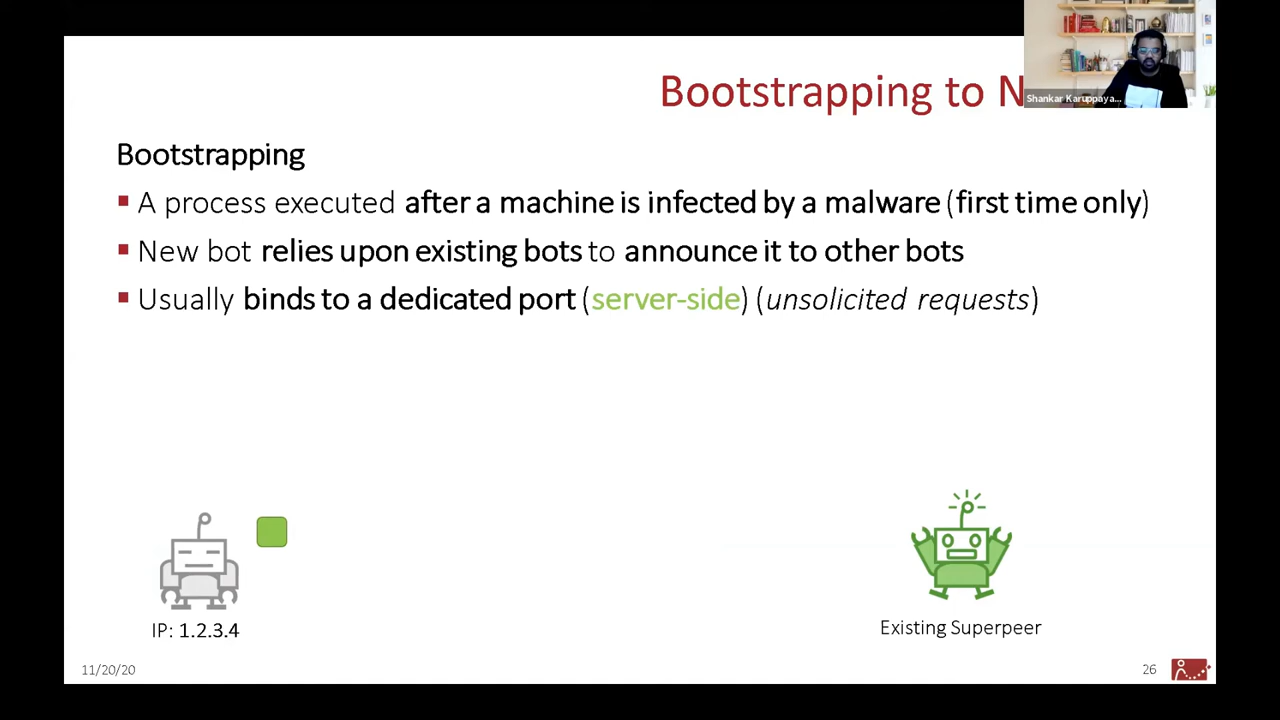 Bootstrapping to
Shankar Karuppaya...
Bootstrapping
▪ A process executed after a machine is infected by a malware (first time only)
▪ New bot relies upon existing bots to announce it to other bots
▪ Usually binds to a dedicated port (server-side) (unsolicited requests)
IP: 1.2.3.4
Existing Superpeer
11/20/20
26